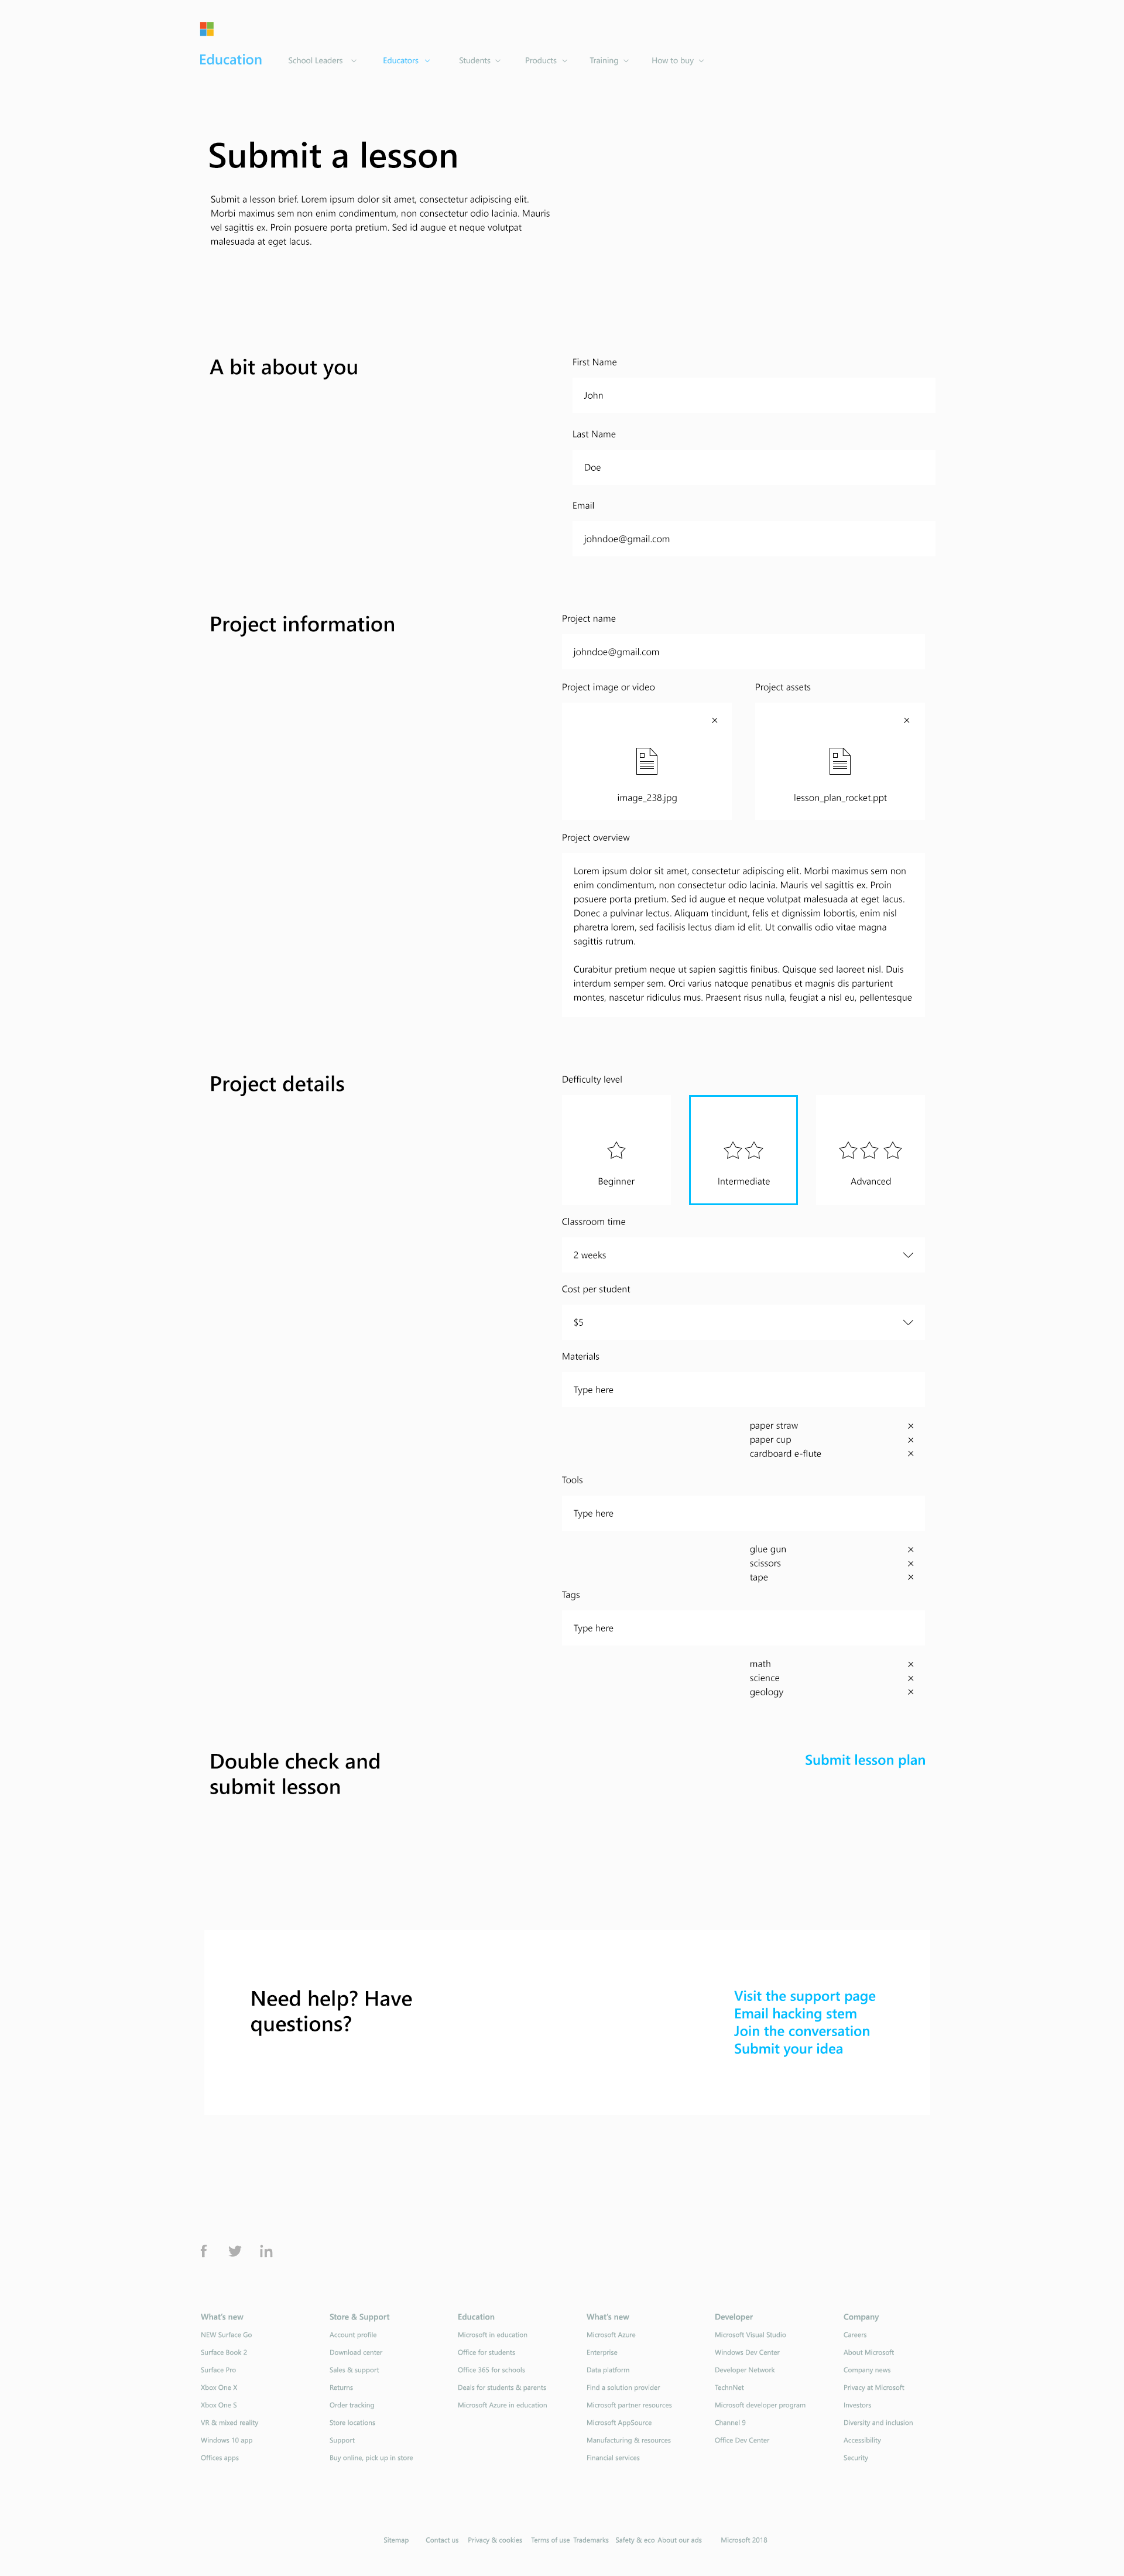 Education
School Leaders
Educators
Students
Products
Training
How to buy
Submit a lesson
Submit a lesson brief. Lorem ipsum dolor sit amet, consectetur adipiscing elit.
Morbi maximus sem non enim condimentum, non consectetur odio lacinia. Mauris
vel sagittis ex. Proin posuere porta pretium. Sed id augue et neque volutpat
malesuada at eget lacus.
A bit about you
First Name
John
Last Name
Doe
Email
johndoe@gmail.com
Project information
Project name
johndoe@gmail.com
Project image or video
Project assets
image_238.jpg
lesson_plan_rocket.ppt
Project overview
Lorem ipsum dolor sit amet, consectetur adipiscing elit. Morbi maximus sem non
enim condimentum, non consectetur odio lacinia. Mauris vel sagittis ex. Proin
posuere porta pretium. Sed id augue et neque volutpat malesuada at eget lacus.
Donec a pulvinar lectus. Aliquam tincidunt, felis et dignissim lobortis, enim nisl
pharetra lorem, sed facilisis lectus diam id elit. Ut convallis odio vitae magna
sagittis rutrum.
Curabitur pretium neque ut sapien sagittis finibus. Quisque sed laoreet nisl. Duis
interdum semper sem. Orci varius natoque penatibus et magnis dis parturient
montes, nascetur ridiculus mus. Praesent risus nulla, feugiat a nisl eu, pellentesque
Project details
Defficulty level
Beginner
Intermediate
Advanced
Classroom time
2 weeks
Cost per student
$5
Materials
Type here
paper straw
paper cup
cardboard e-flute
Tools
Type here
glue gun
scissors
tape
Tags
Type here
math
science
geology
Double check and
submit lesson
Submit lesson plan
Need help? Have
questions?
Visit the support page
Email hacking stem
Join the conversation
Submit your idea
What's new
NEW Surface Go
Surface Book 2
Surface Pro
Xbox One X
Xbox One S
VR & mixed reality
Windows 10 app
Offices apps
Store & Support
Account profile
Download center
Sales & support
Returns
Order tracking
Store locations
Support
Buy online, pick up in store
Education
Microsoft in education
Office for students
Office 365 for schools
Deals for students & parents
Microsoft Azure in education
What's new
Microsoft Azure
Enterprise
Data platform
Find a solution provider
Microsoft partner resources
Microsoft AppSource
Manufacturing & resources
Financial services
Developer
Microsoft Visual Studio
Windows Dev Center
Developer Network
TechnNet
Microsoft developer program
Channel 9
Office Dev Center
Company
Careers
About Microsoft
Company news
Privacy at Microsoft
Investors
Diversity and inclusion
Accessibility
Security
Sitemap
Contact us
Privacy & cookies
Terms of use
Trademarks
Safety & eco
About our ads
Microsoft 2018